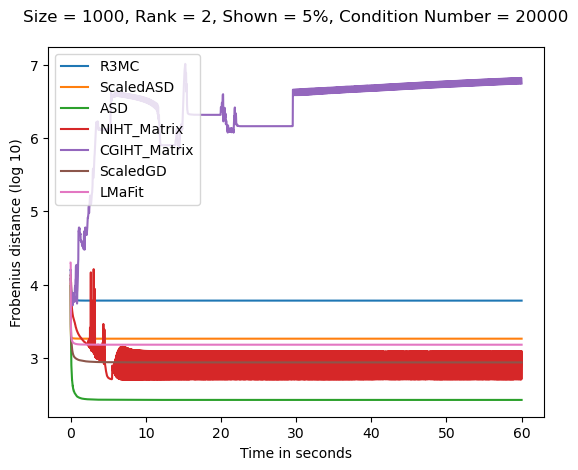 Size = 1000, Rank = 2, Shown = 5%, Condition Number = 20000
7
6
5
4
3
Frobenius distance (log 10)
R3MC
ScaledASD
ASD
NIHT_Matrix
CGIHT_Matrix
ScaledGD
LMaFit
0 10 20 30 40 50 60
Time in seconds